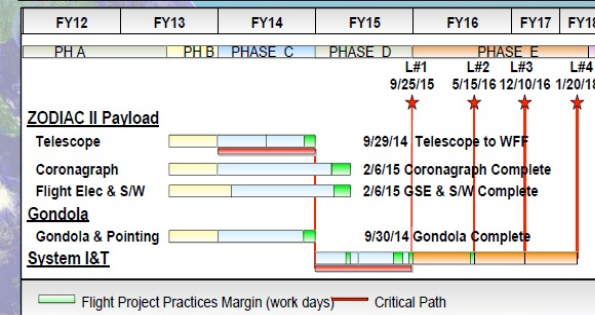 FY12 FY13 FY14 FY15 FY16 FY17 FY18
PH A PH B PHASE C PHASE D PHASE E
L#1 L#2 L#3 L#4
9/25/15 5/15/16 12/10/16 1/20/18
ZODIAC II Payload
Telescope 9/29/14 Telescope to WFF
Coronagraph 2/6/15 Coronagraph Complete
Flight Elec & S/W 2/6/15 GSE & S/W Complete
Gondola
Gondola & Pointing 9/30/14 Gondola Complete
System I&T
Flight Project Practices Margin (work days) Critical Path